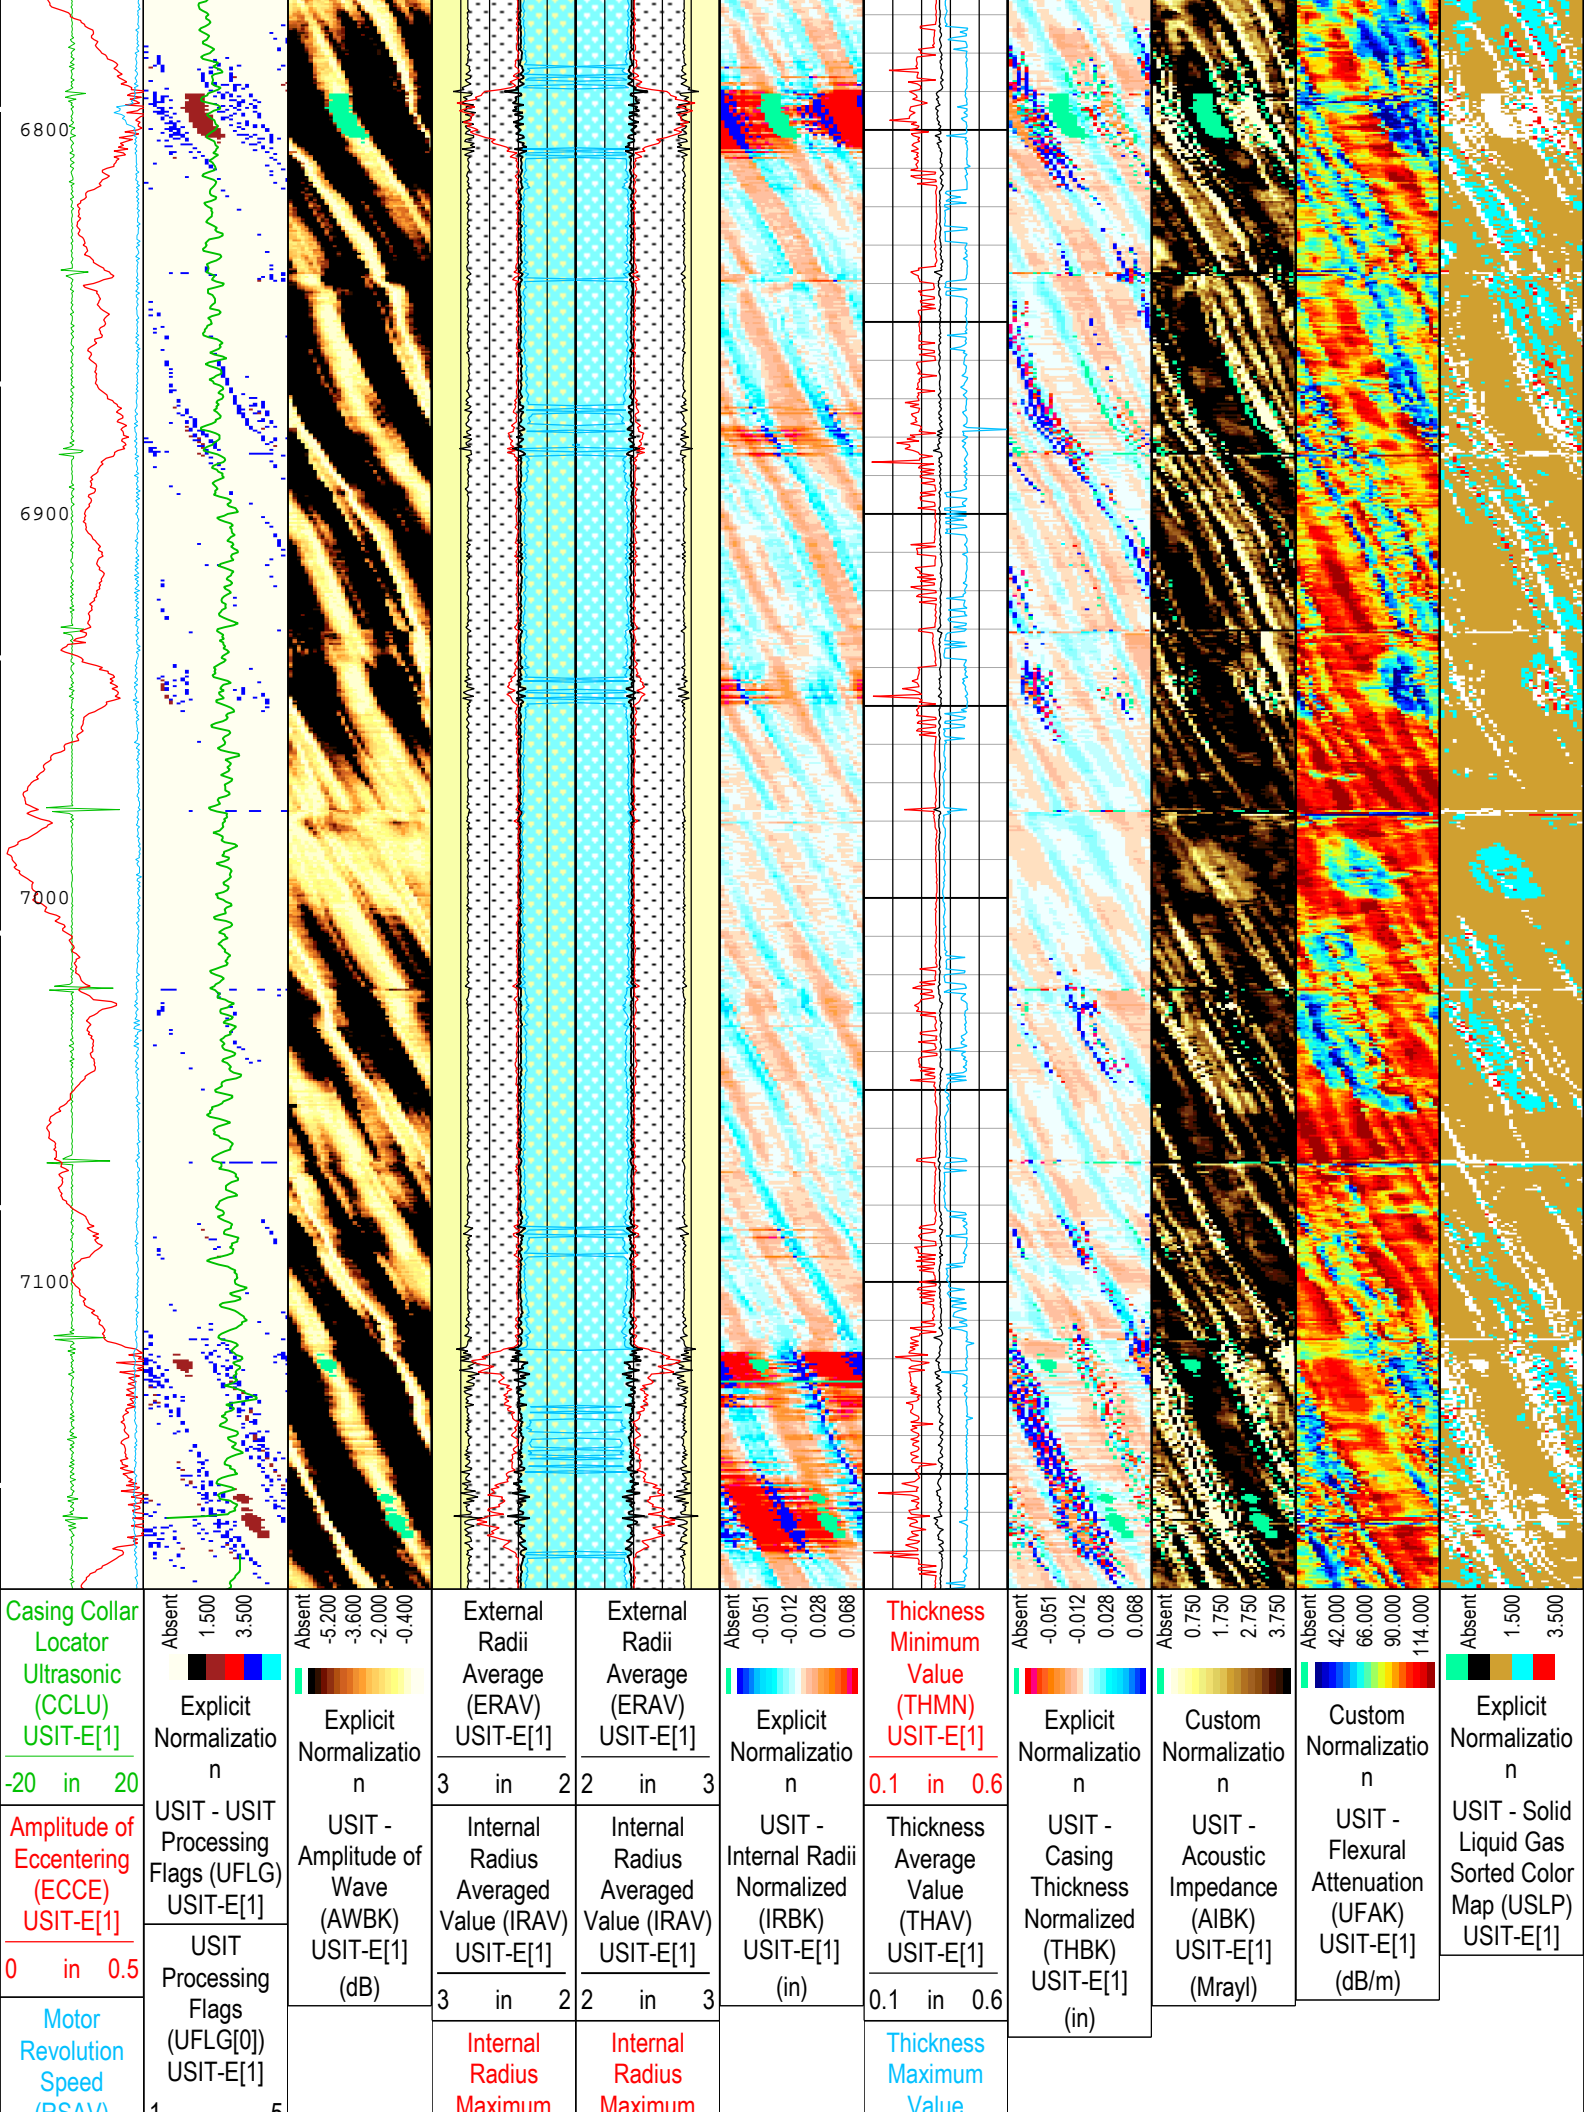 6800
6900
7000
7100
Casing Collar
Locator
Ultrasonic
(CCLU)
USIT-E[1]
-20 in 20
Amplitude of
Eccentering
(ECCE)
USIT-E[1]
0 in 0.5
Motor
Revolution
Speed
(RSAV)
Absent
1.500
3.500
Explicit
Normalizatio
n
USIT - USIT
Processing
Flags (UFLG)
USIT-E[1]
USIT
Processing
Flags
(UFLG[0])
USIT-E[1]
1 5
Absent
-5.200
-3.600
-2.000
-0.400
Explicit
Normalizatio
n
USIT -
Amplitude of
Wave
(AWBK)
USIT-E[1]
(dB)
External
Radii
Average
(ERAV)
USIT-E[1]
3 in 2
Internal
Radius
Averaged
Value (IRAV)
USIT-E[1]
3 in 2
Internal
Radius
Maximum
External
Radii
Average
(ERAV)
USIT-E[1]
2 in 3
Internal
Radius
Averaged
Value (IRAV)
USIT-E[1]
2 in 3
Internal
Radius
Maximum
Absent
-0.051
-0.012
0.028
0.068
Explicit
Normalizatio
n
USIT -
Internal Radii
Normalized
(IRBK)
USIT-E[1]
(in)
Thickness
Minimum
Value
(THMN)
USIT-E[1]
0.1 in 0.6
Thickness
Average
Value
(THAV)
USIT-E[1]
0.1 in 0.6
Thickness
Maximum
Value
Absent
-0.051
-0.012
0.028
0.068
Explicit
Normalizatio
n
USIT -
Casing
Thickness
Normalized
(THBK)
USIT-E[1]
(in)
Absent
0.750
1.750
2.750
3.750
Custom
Normalizatio
n
USIT -
Acoustic
Impedance
(AIBK)
USIT-E[1]
(Mrayl)
Absent
42.000
66.000
90.000
114.000
Custom
Normalizatio
n
USIT -
Flexural
Attenuation
(UFAK)
USIT-E[1]
(dB/m)
Absent
1.500
3.500
Explicit
Normalizatio
n
USIT - Solid
Liquid Gas
Sorted Color
Map (USLP)
USIT-E[1]